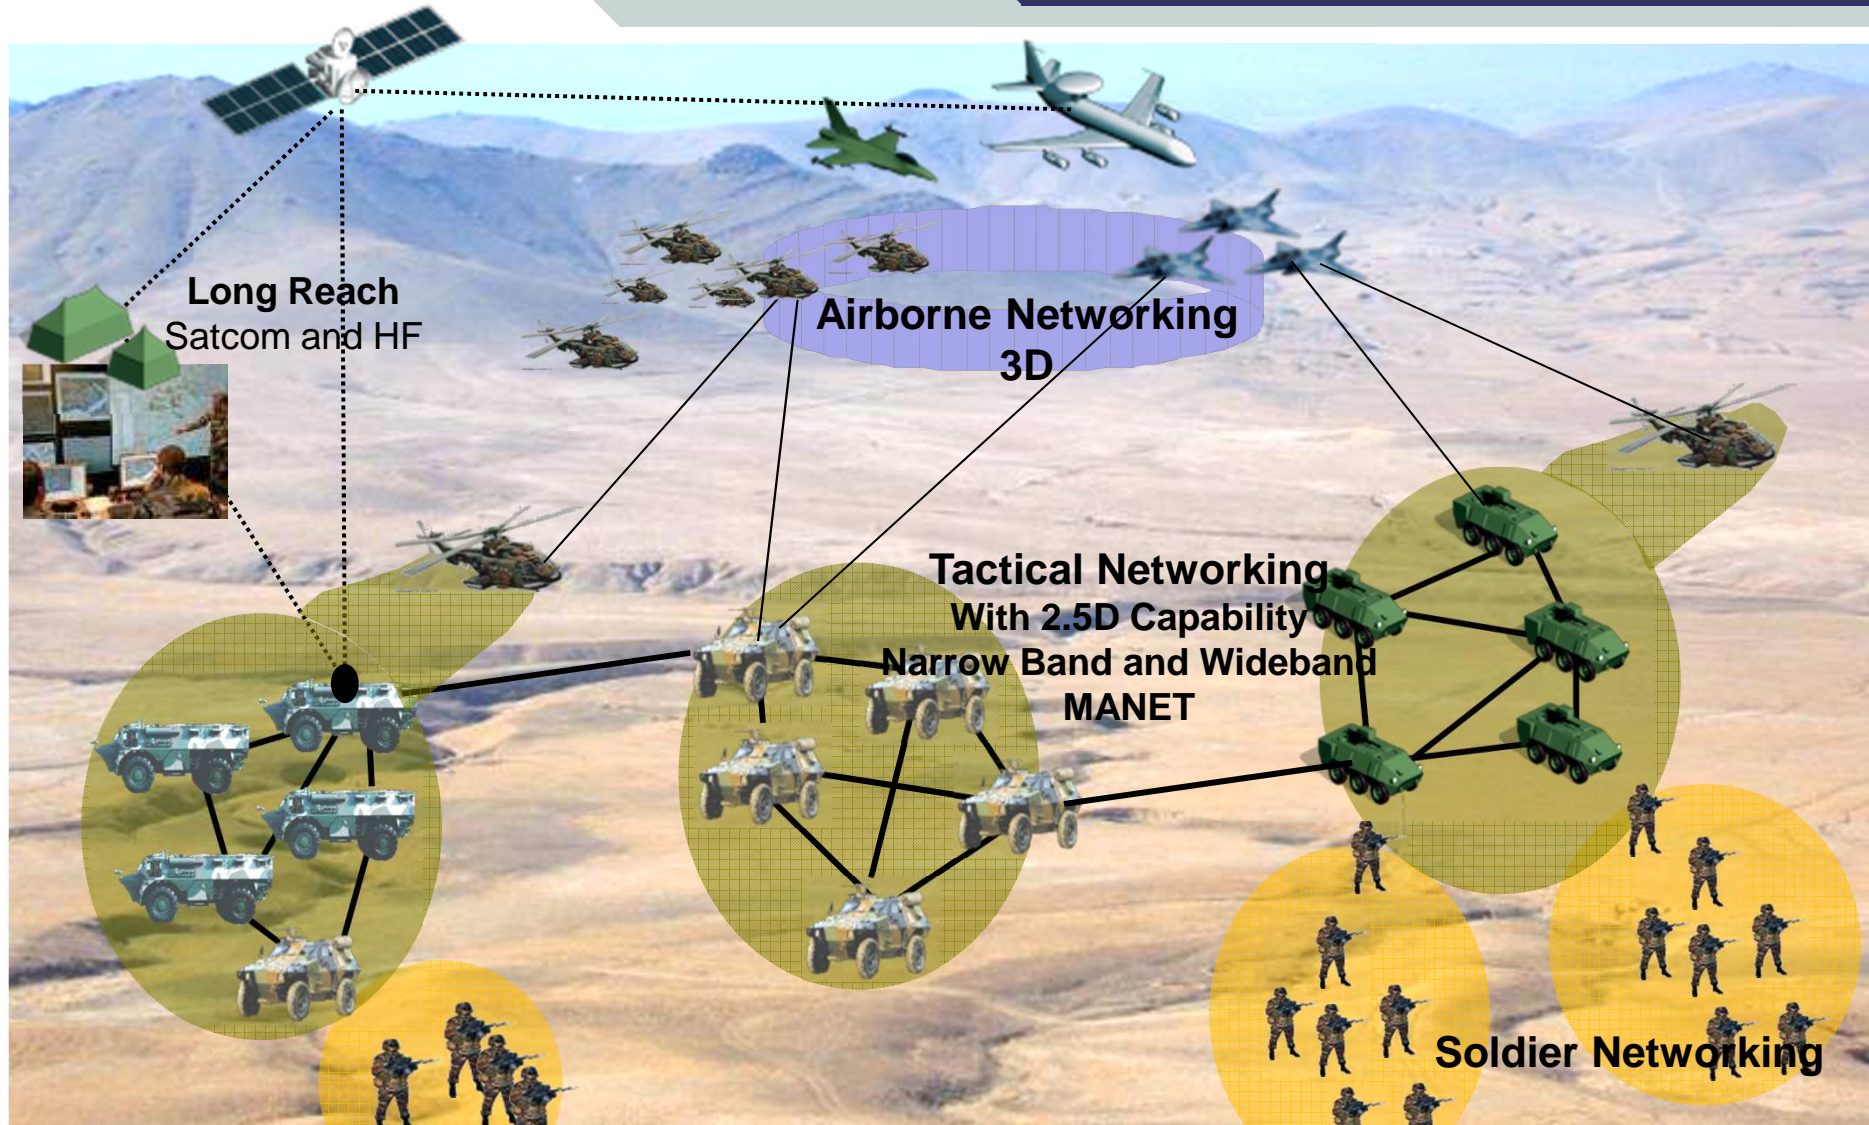 Long Reach
Satcom and HF
Airborne Networking
3D
Tactical Networking
With 2.5D Capability
Narrow Band and Wideband
MANET
Soldier Networking